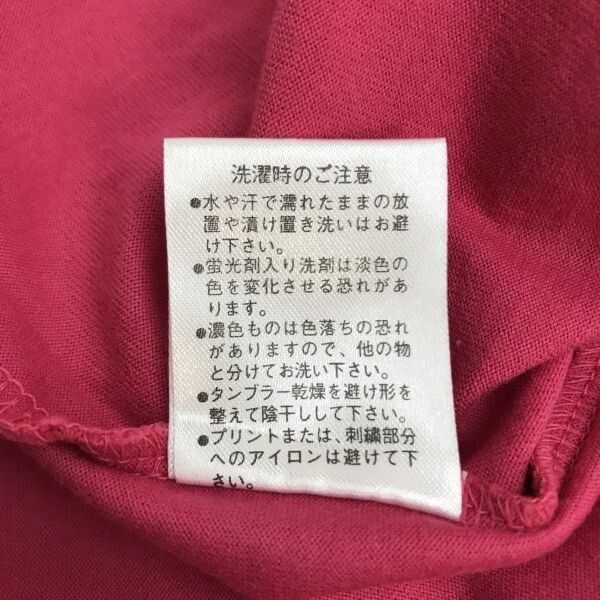 洗濯時のご注意
●水や汗で濡れたままの放
置や漬け置き洗いはお避
け下さい。
●蛍光剤入り洗剤は淡色の
色を変化させる恐れがあ
ります。
●濃色ものは色落ちの恐れ
がありますので、他の物
と分けてお洗い下さい。
●タンブラー乾燥を避け形を
整えて陰干しして下さい。
●プリントまたは、刺繍部分
へのアイロンは避けて下
さい。